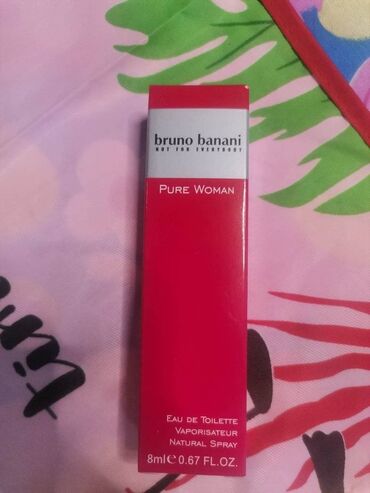 bruno banani
NOT FOR EVERYBODY
PURE WOMAN
EAU DE TOILETTE
VAPORISATEUR
NATURAL SPRAY
8ml℮0.67 FL.OZ.